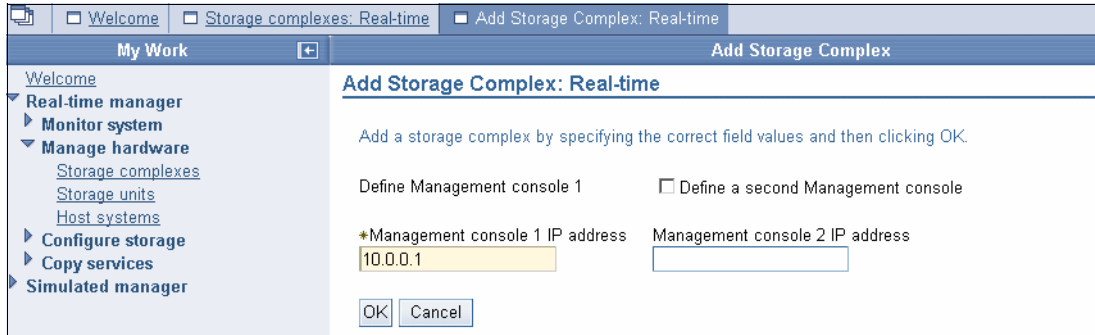 Welcome Storage complexes: Real-time Add Storage Complex: Real-time
My Work
Add Storage Complex
Welcome
Real-time manager
Monitor system
Manage hardware
Storage complexes
Storage units
Host systems
Configure storage
Copy services
Simulated manager
Add Storage Complex: Real-time
Add a storage complex by specifying the correct field values and then clicking OK.
Define Management console 1 Define a second Management console
*Management console 1 IP address Management console 2 IP address
10.0.0.1
OK Cancel